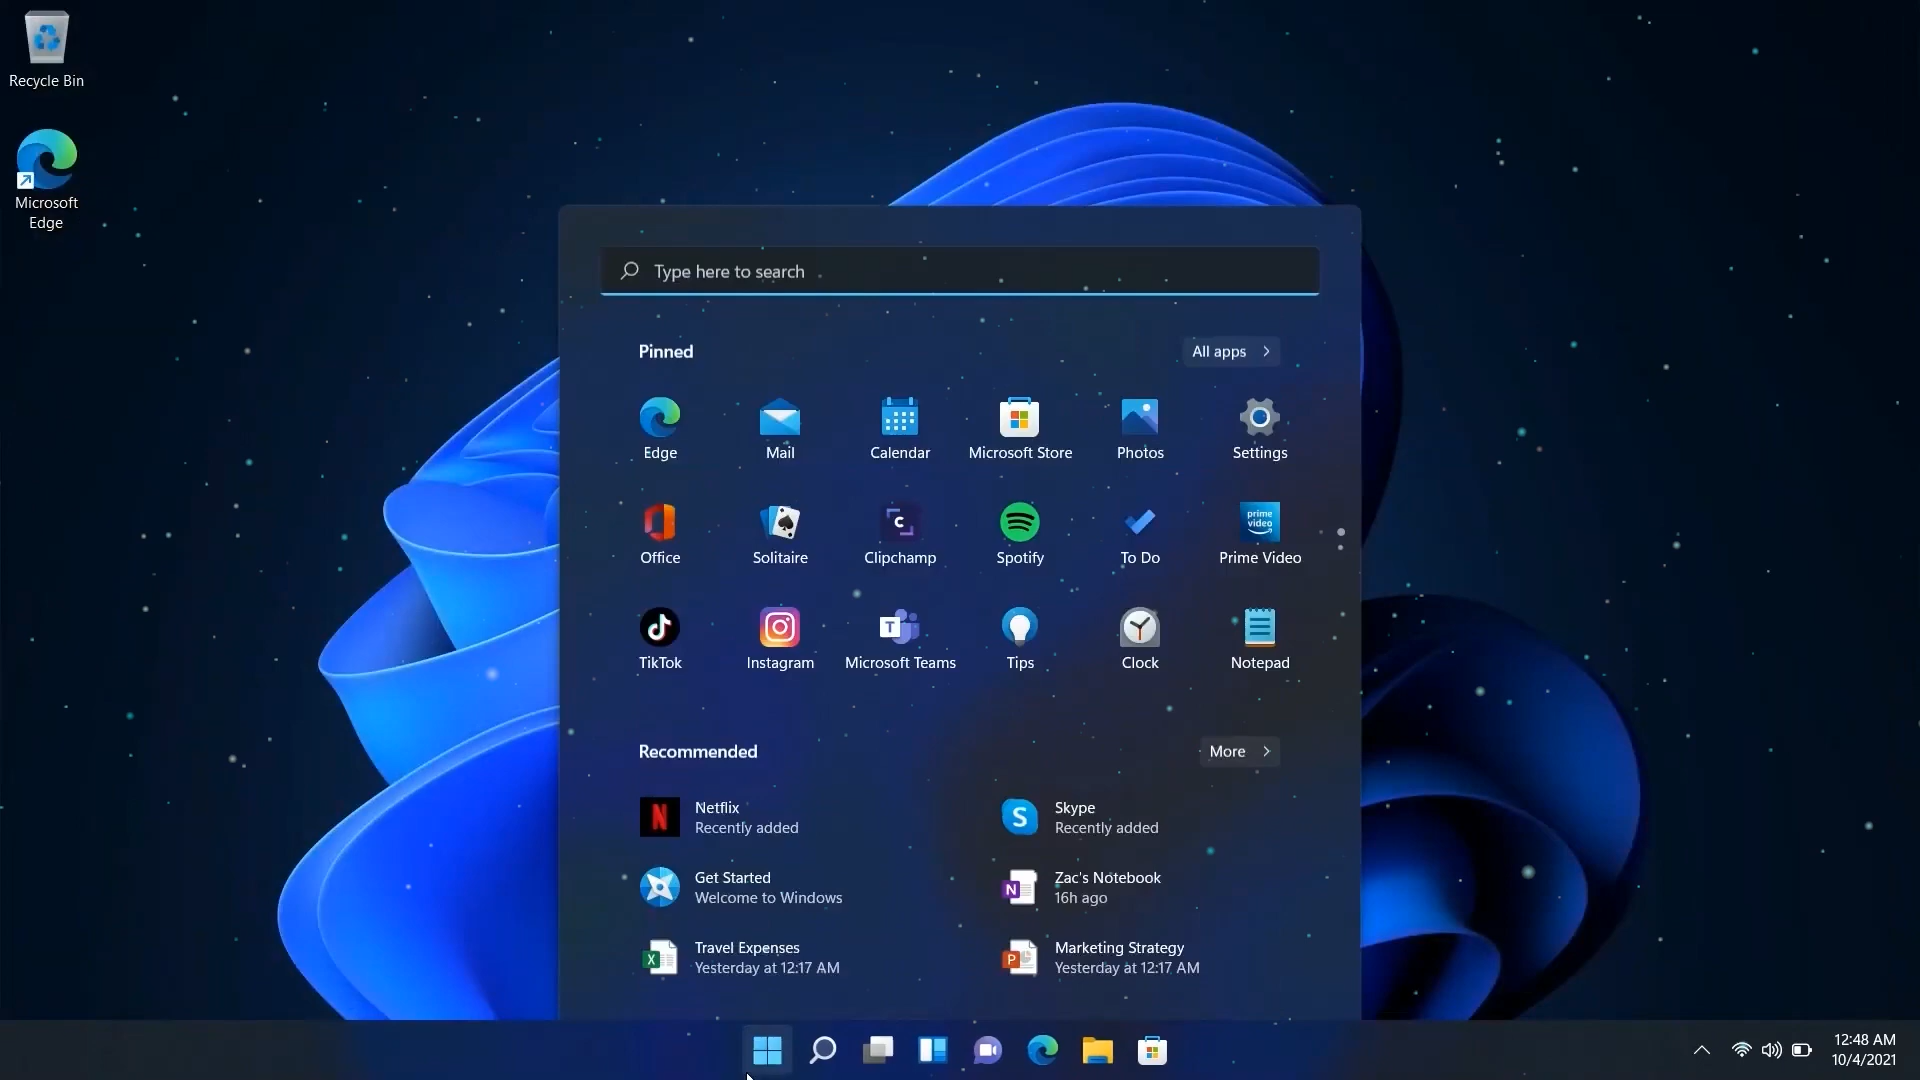 Recycle Bin
Microsoft
Edge
Type here to search
Pinned
All apps
Edge
Mail
Calendar
Microsoft Store
Photos
Settings
Office
Solitaire
Clipchamp
Spotify
To Do
prime
video
Prime Video
TikTok
Instagram
Microsoft Teams
Tips
Clock
Notepad
Recommended
More
Netflix
Recently added
Skype
Recently added
Get Started
Welcome to Windows
Zac's Notebook
16h ago
Travel Expenses
Yesterday at 12:17 AM
Marketing Strategy
Yesterday at 12:17 AM
12:48 AM
10/4/2021